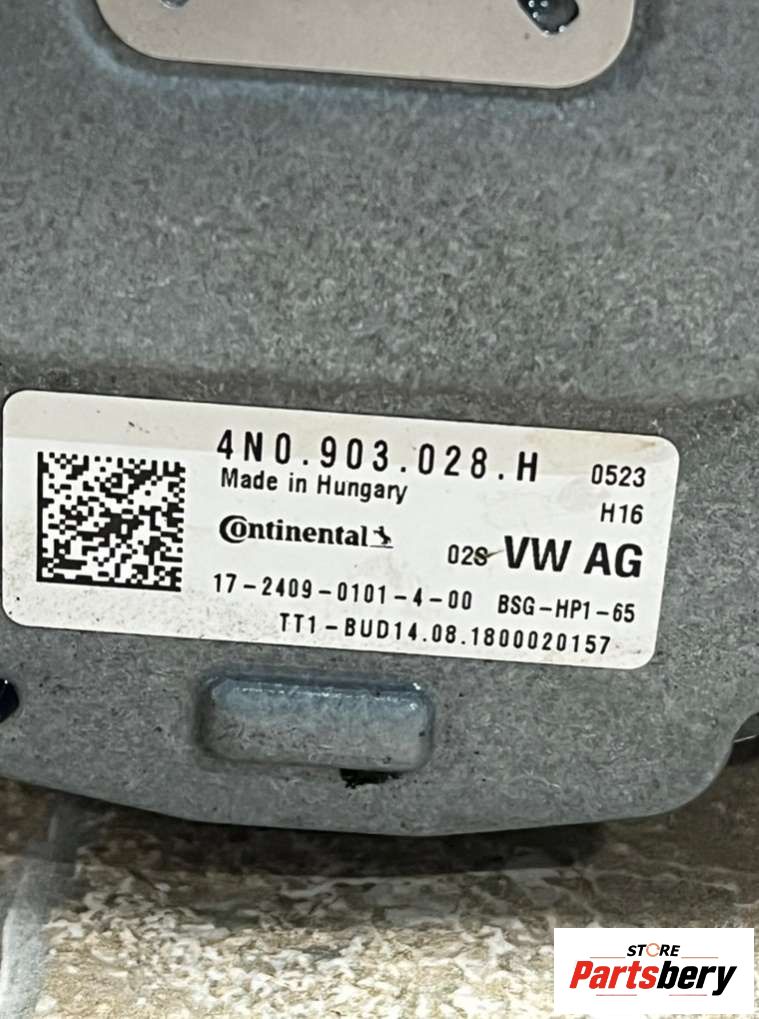 4N0.903.028.H 0523
Made in Hungary H16
Continental 02S VW AG
17-2409-0101-4-00 BSG-HP1-65
TT1-BUD14.08.1800020157
STORE
Partsbery